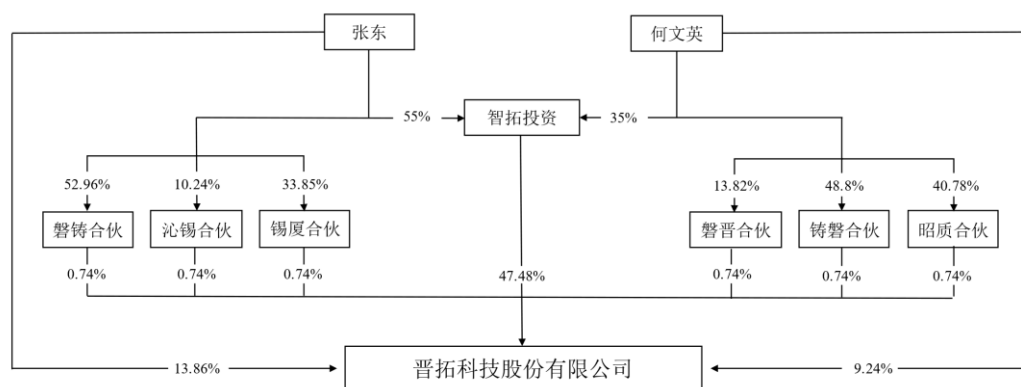 张东
何文英
55%
智拓投资
35%
52.96%
10.24%
33.85%
13.82%
48.8%
40.78%
磐铸合伙
沁锡合伙
锡厦合伙
磐晋合伙
铸磐合伙
昭质合伙
0.74%
0.74%
0.74%
47.48%
0.74%
0.74%
0.74%
13.86%
晋拓科技股份有限公司
9.24%